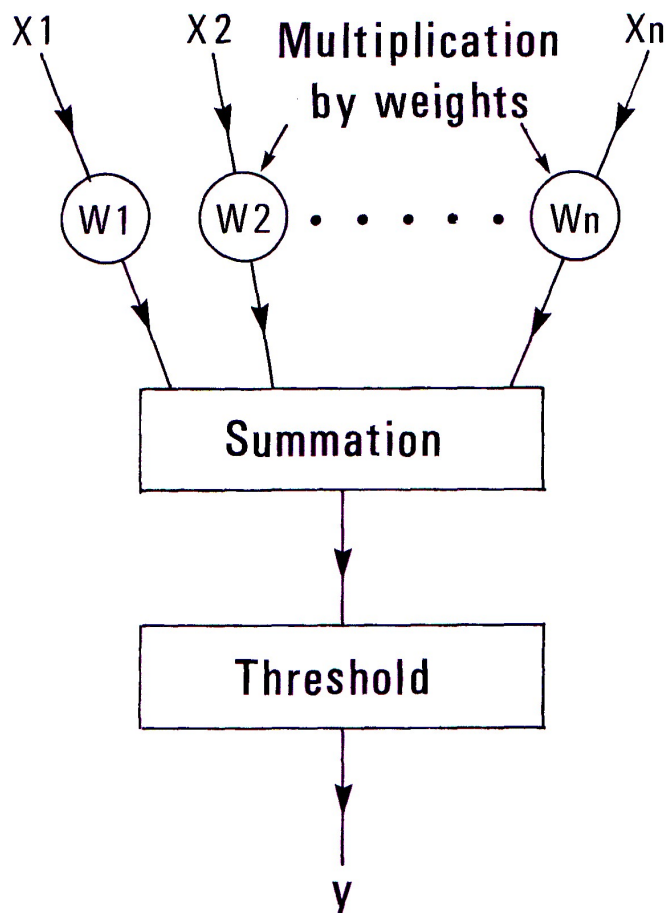 X1 X2 Multiplication Xn
by weights
W1 W2 Wn
Summation
Threshold
y